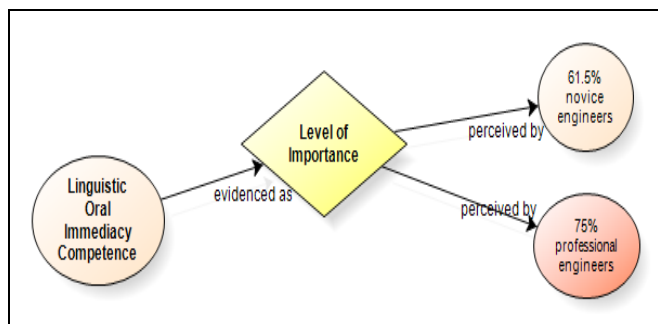 Linguistic
Oral
Immediacy
Competence
evidenced as
Level of
Importance
perceived by
61.5%
novice
engineers
perceived by
75%
professional
engineers